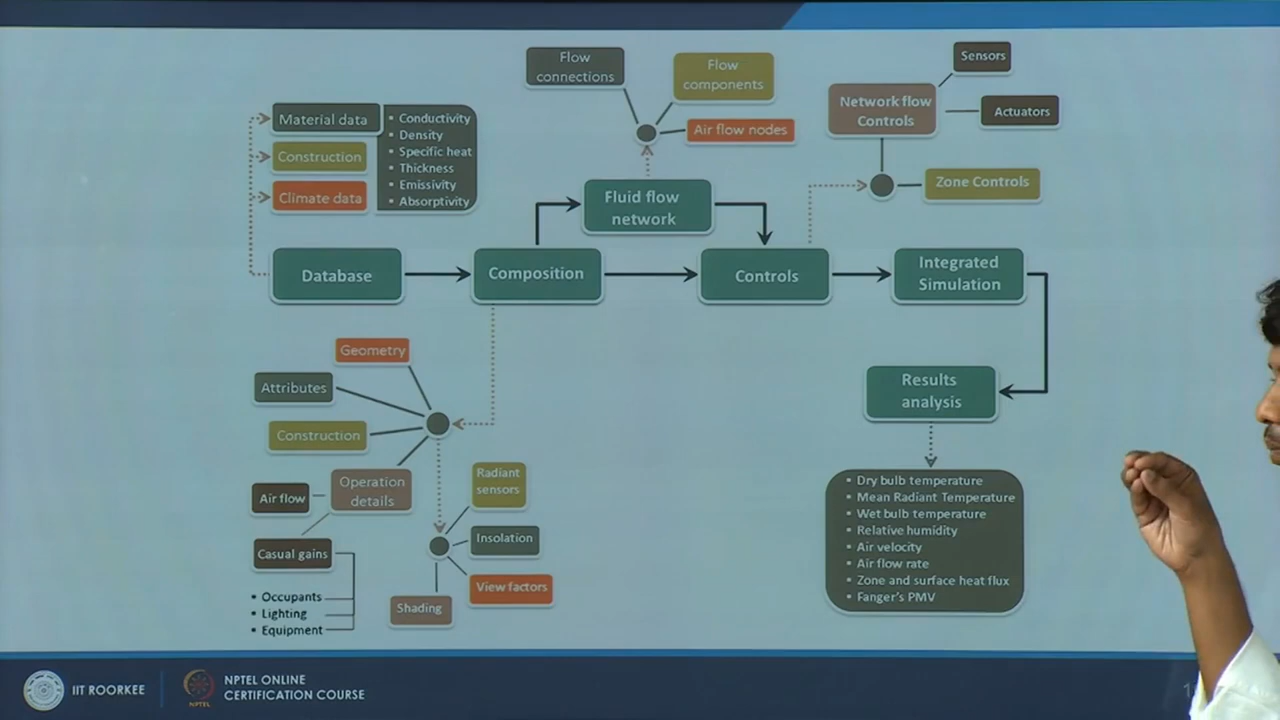 Flow
connections
Flow
components
Air flow nodes
Sensors
Network flow
Controls
Actuators
Zone Controls
Material data
Construction
Climate data
▪ Conductivity
▪ Density
▪ Specific heat
▪ Thickness
▪ Emissivity
▪ Absorptivity
Fluid flow
network
Database
Composition
Controls
Integrated
Simulation
Results
analysis
Geometry
Attributes
Construction
Operation
details
Air flow
Casual gains
▪ Occupants
▪ Lighting
▪ Equipment
Radiant
sensors
Insolation
View factors
Shading
▪ Dry bulb temperature
▪ Mean Radiant Temperature
▪ Wet bulb temperature
▪ Relative humidity
▪ Air velocity
▪ Air flow rate
▪ Zone and surface heat flux
▪ Fanger's PMV
IIT ROORKEE
NPTEL
NPTEL ONLINE
CERTIFICATION COURSE